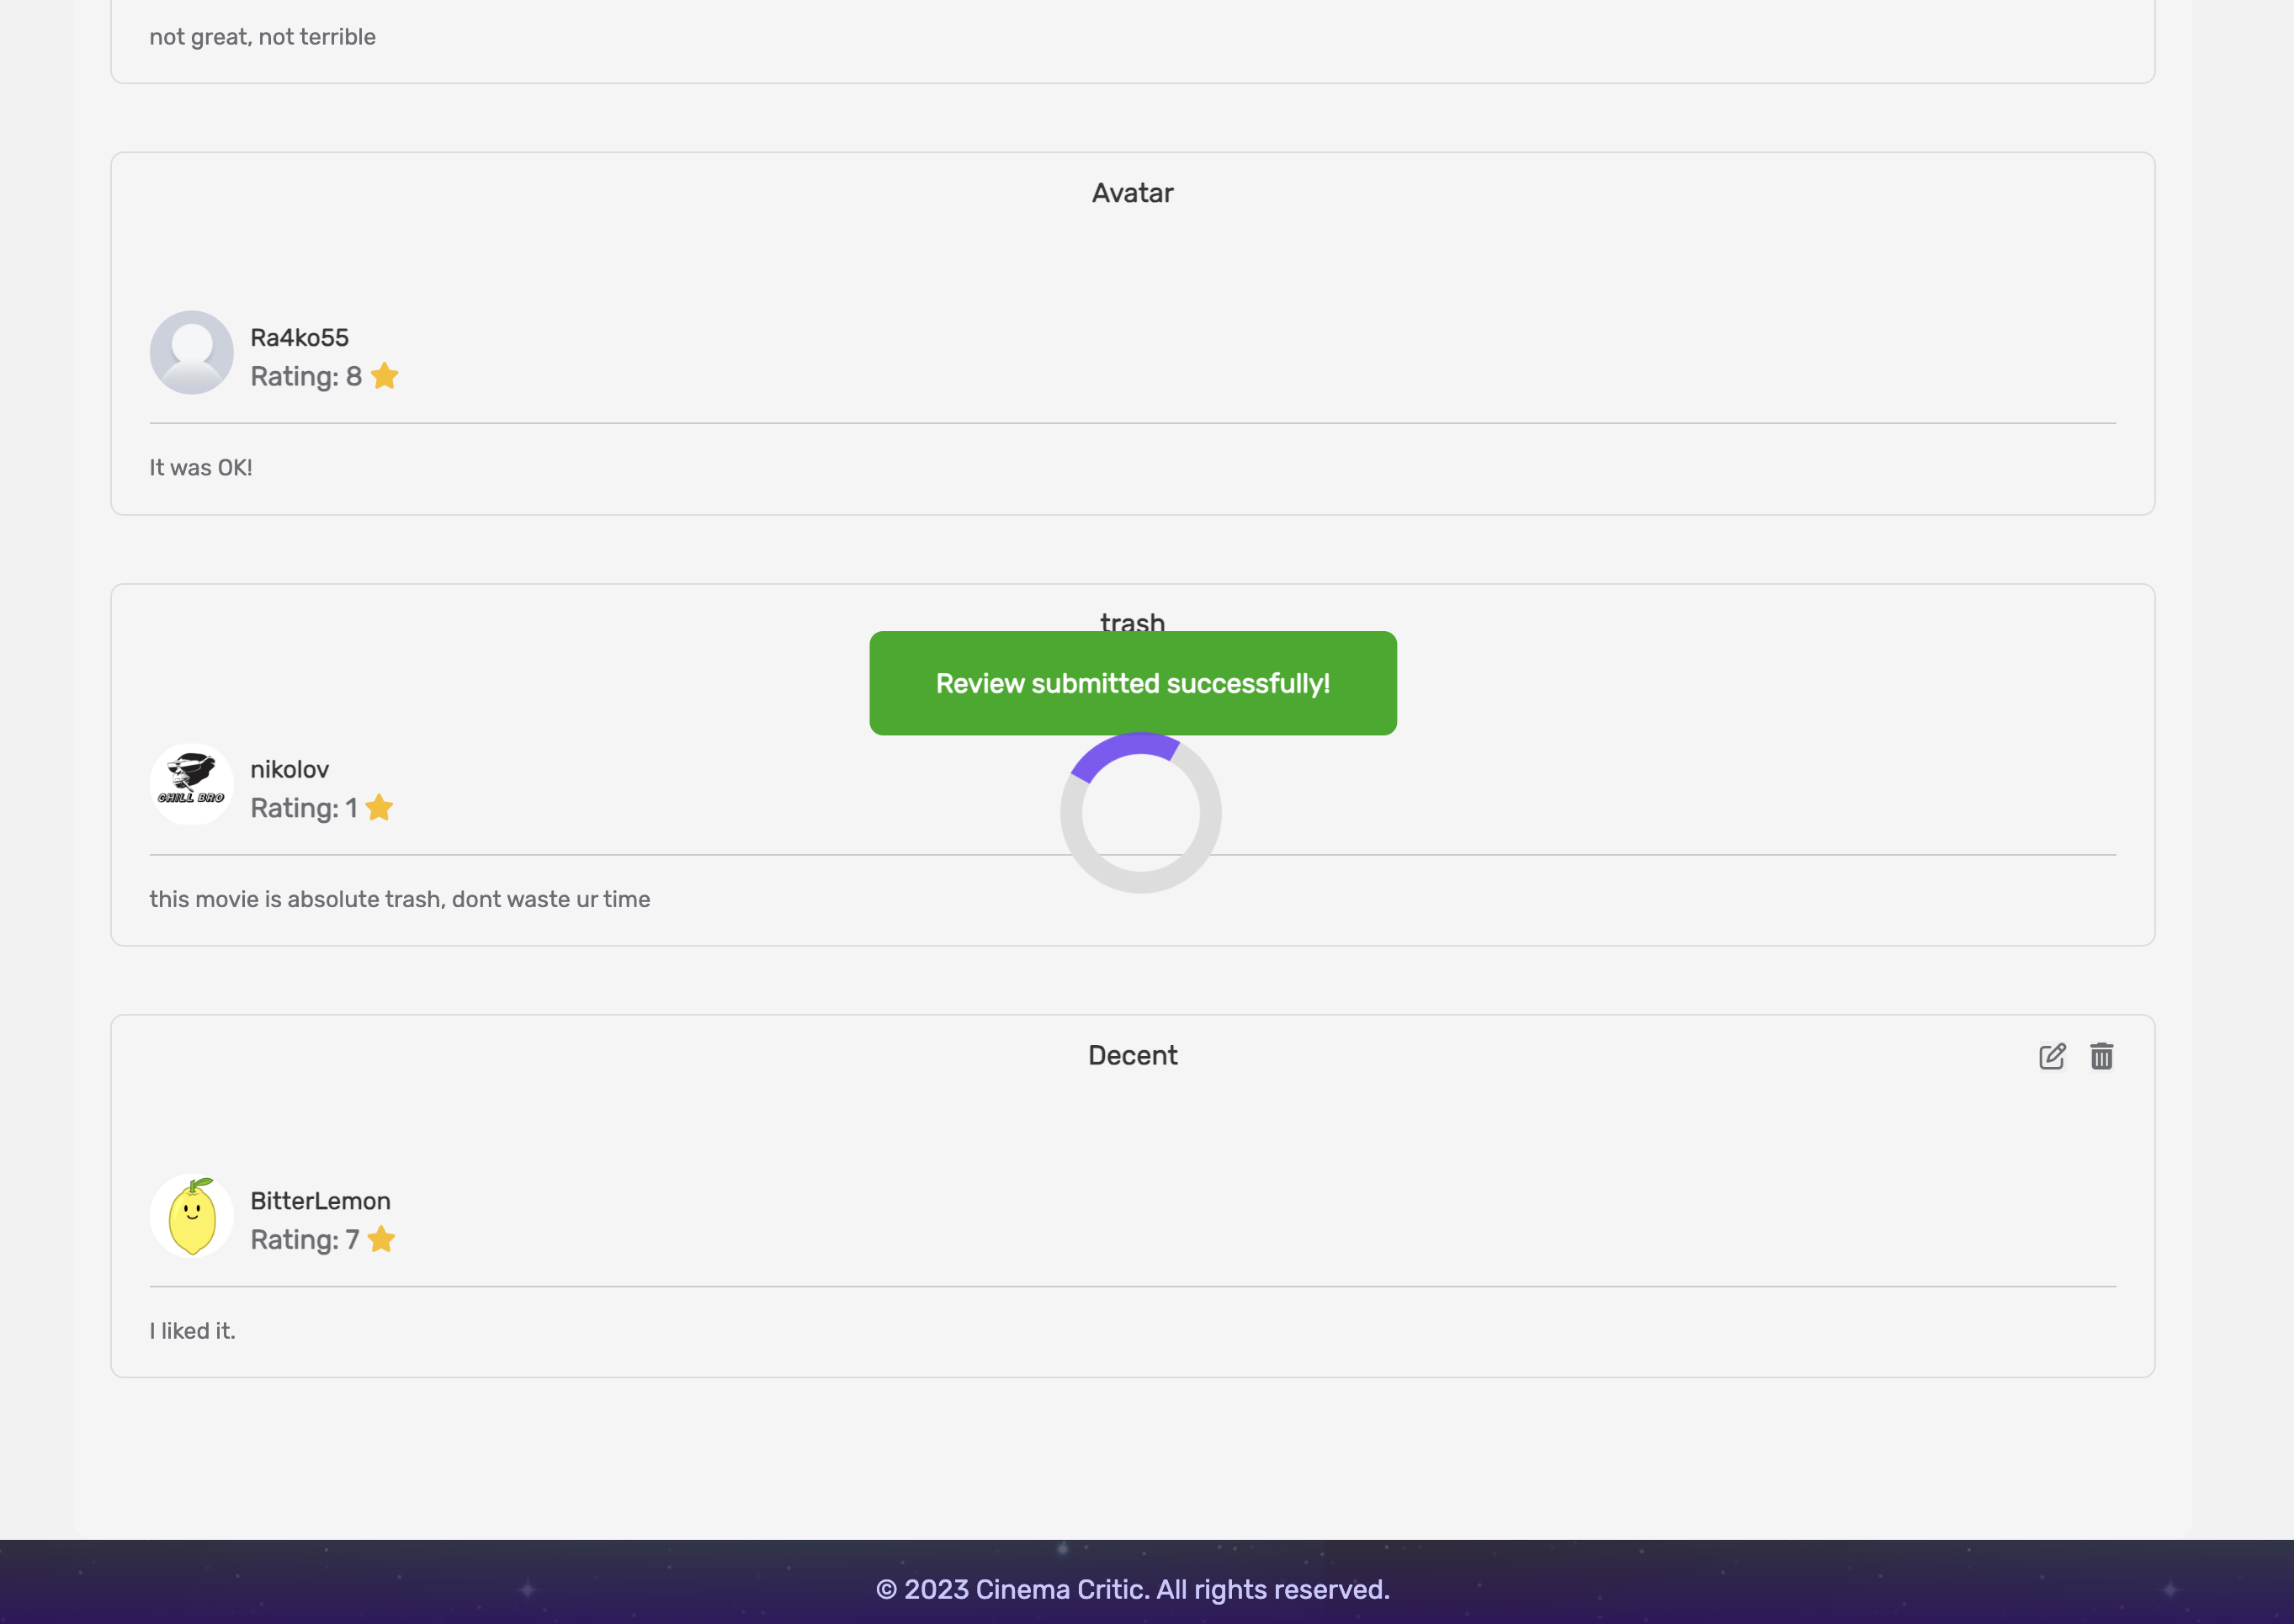 not great, not terrible
Avatar
Ra4ko55
Rating: 8
It was OK!
trash
Review submitted successfully!
CHILL BRO
nikolov
Rating: 1
this movie is absolute trash, dont waste ur time
Decent
BitterLemon
Rating: 7
I liked it.
© 2023 Cinema Critic. All rights reserved.